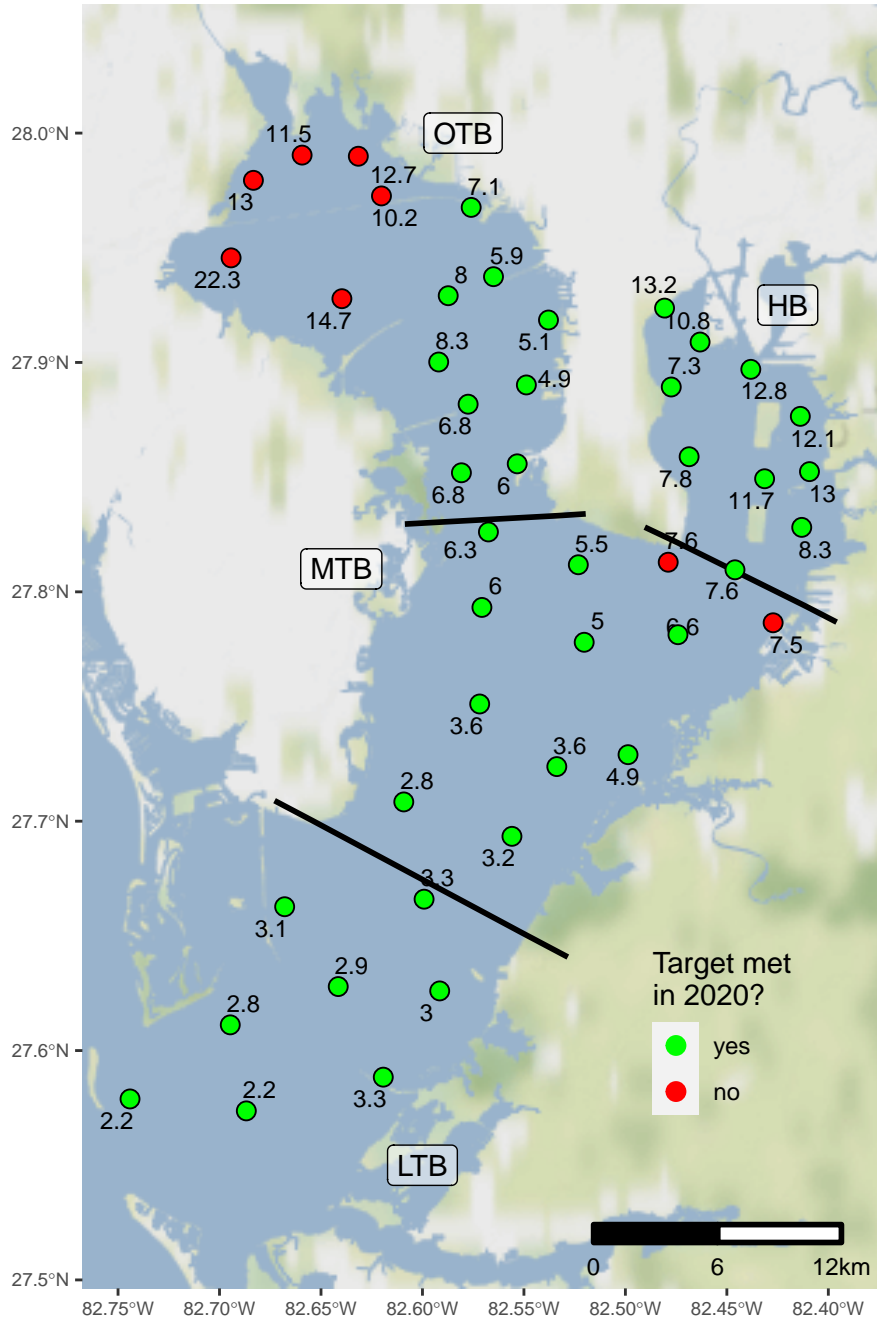 28.0°N
27.9°N
27.8°N
27.7°N
27.6°N
27.5°N
OTB
11.5
12.7
13
10.2
7.1
5.9
22.3
8
14.7
13.2
HB
10.8
5.1
8.3
7.3
4.9
12.8
6.8
12.1
7.8
6.8
6
11.7
13
8.3
6.3
5.5
7.6
MTB
6
7.6
5
6.6
7.5
3.6
3.6
4.9
2.8
3.2
3.3
3.1
2.9
3
2.8
2.2
3.3
2.2
LTB
Target met
in 2020?
yes
no
0 6 12km
82.75°W 82.70°W 82.65°W 82.60°W 82.55°W 82.50°W 82.45°W 82.40°W